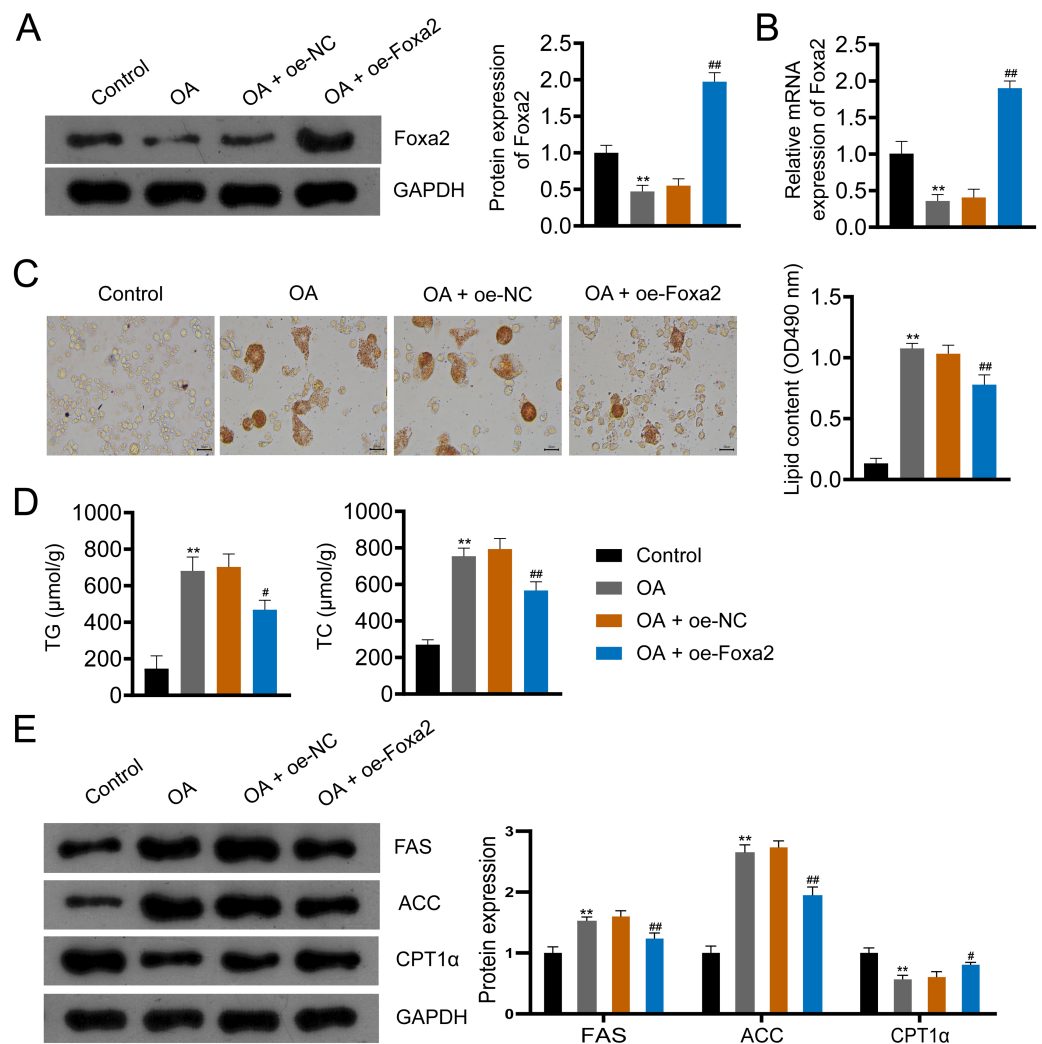 A
Control
OA
OA + oe-NC
OA + oe-Foxa2
Foxa2
GAPDH
Protein expression
of Foxa2
2.5
2.0
1.5
1.0
0.5
0.0
**
##
B
Relative mRNA
expression of Foxa2
2.5
2.0
1.5
1.0
0.5
0.0
**
##
C
Control
OA
OA + oe-NC
OA + oe-Foxa2
Lipid content (OD490 nm)
1.5
1.0
0.5
0.0
**
##
D
TG (μmol/g)
1000
800
600
400
200
0
**
#
TC (μmol/g)
1000
800
600
400
200
0
**
##
Control
OA
OA + oe-NC
OA + oe-Foxa2
E
Control
OA
OA + oe-NC
OA + oe-Foxa2
FAS
ACC
CPT1α
GAPDH
Protein expression
3
2
1
0
**
##
**
##
**
#
FAS
ACC
CPT1α